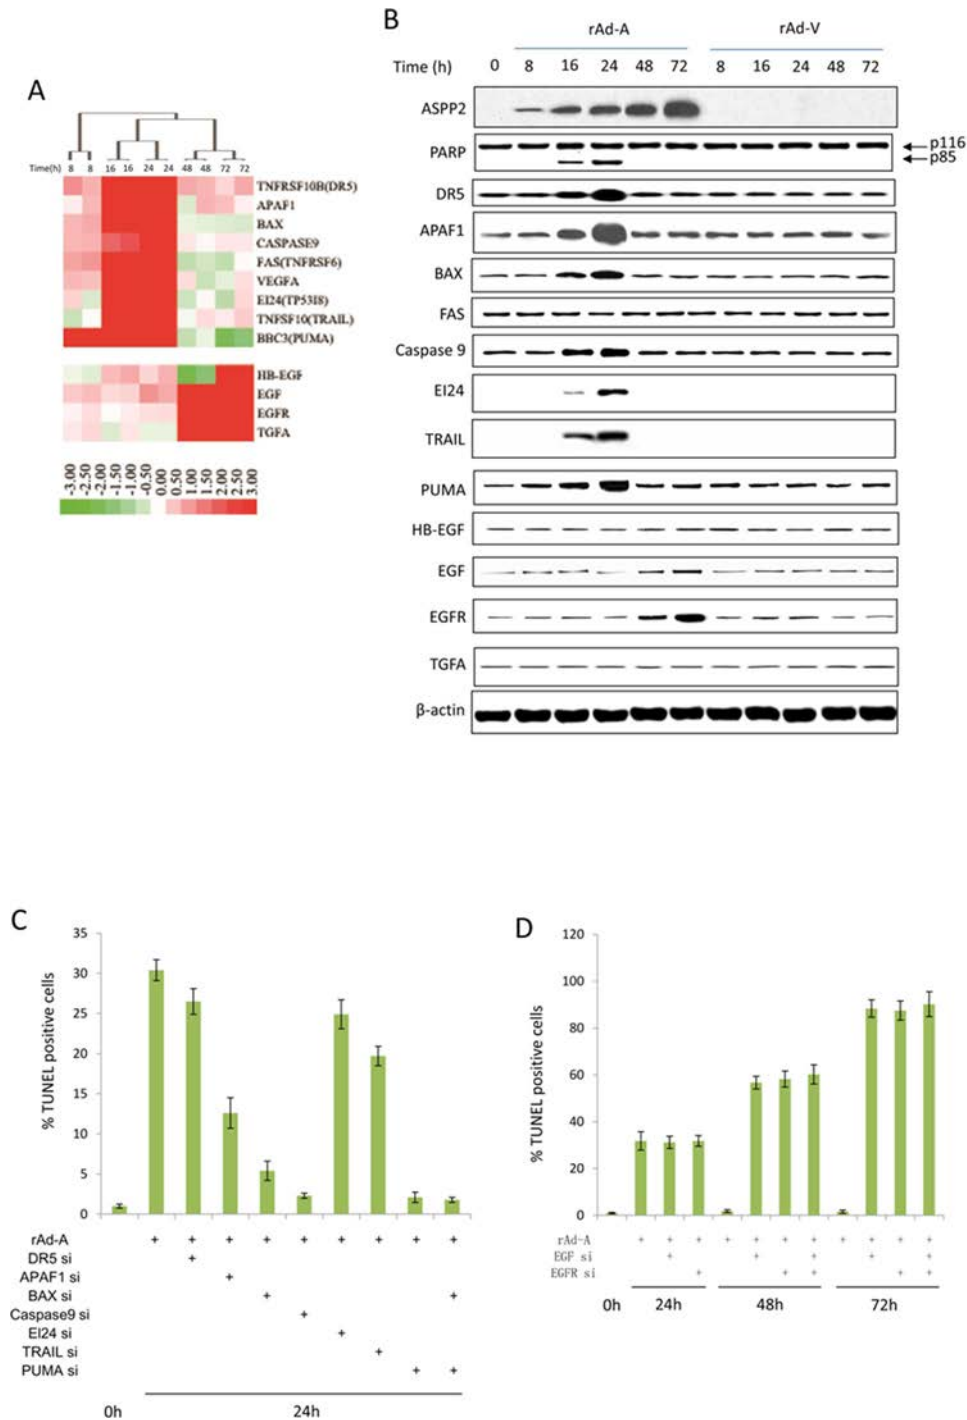 A
Time(h) 8 8 16 16 24 24 48 48 72 72
TNFRSF10B(DR5)
APAF1
BAX
CASPASE9
FAS(TNFRSF6)
VEGFA
EI24(TP53I8)
TNFSF10(TRAIL)
BBC3(PUMA)
HB-EGF
EGF
EGFR
TGFA
-3.00 -2.50 -2.00 -1.50 -1.00 -0.50 0.00 0.50 1.00 1.50 2.00 2.50 3.00
B
rAd-A rAd-V
Time (h) 0 8 16 24 48 72 8 16 24 48 72
ASPP2
PARP p116
p85
DR5
APAF1
BAX
FAS
Caspase 9
EI24
TRAIL
PUMA
HB-EGF
EGF
EGFR
TGFA
β-actin
C
% TUNEL positive cells
35
30
25
20
15
10
5
0
rAd-A + + + + + + + + +
DR5 si +
APAF1 si +
BAX si + +
Caspase9 si +
EI24 si +
TRAIL si +
PUMA si + +
0h 24h
D
% TUNEL positive cells
120
100
80
60
40
20
0
rAd-A + + + + + + + + + + +
EGF si + + + + +
EGFR si + + + + +
0h 24h 48h 72h